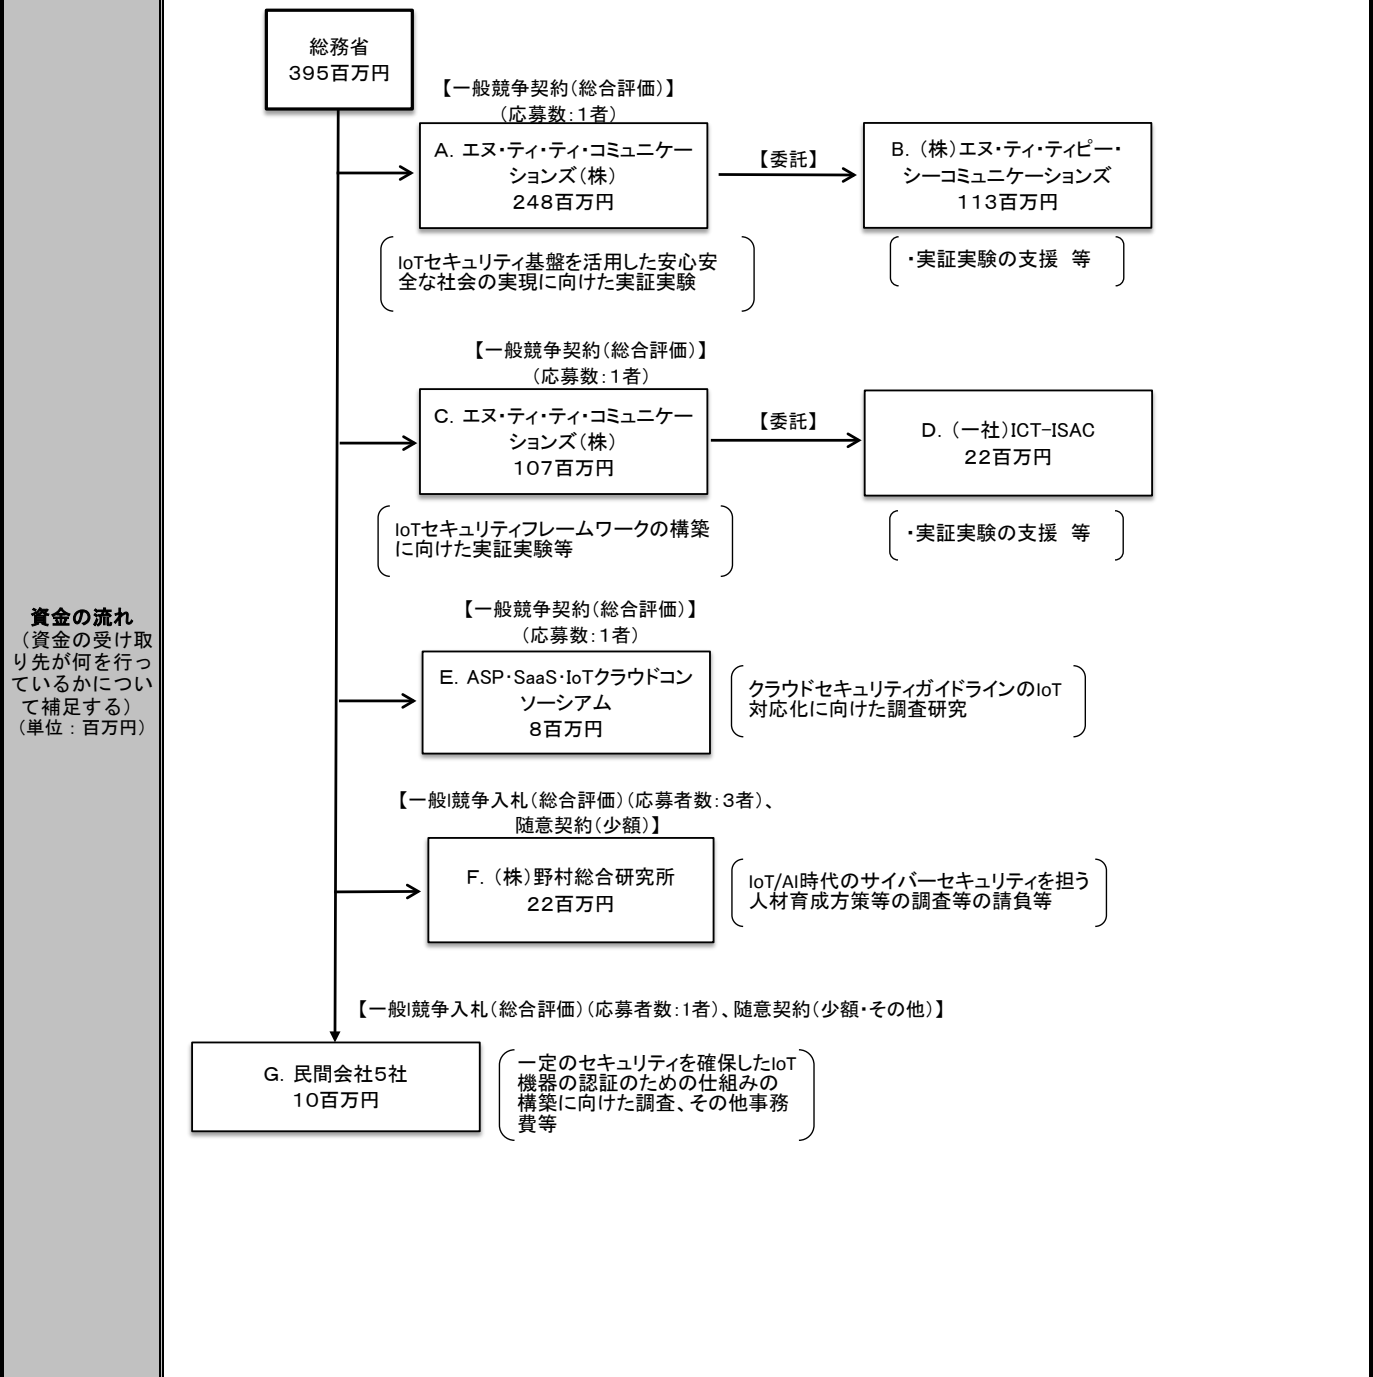 資金の流れ
（資金の受け取
り先が何を行っ
ているかについ
て補足する）
（単位：百万円）
総務省
395百万円
【一般競争契約（総合評価）】
（応募数：１者）
A．エヌ・ティ・ティ・コミュニケー
ションズ（株）
248百万円
【委託】
B．（株）エヌ・ティ・ティピー・
シーコミュニケーションズ
113百万円
IoTセキュリティ基盤を活用した安心安
全な社会の実現に向けた実証実験
・実証実験の支援　等
【一般競争契約（総合評価）】
（応募数：１者）
C．エヌ・ティ・ティ・コミュニケー
ションズ（株）
107百万円
【委託】
D．（一社）ICT-ISAC
22百万円
IoTセキュリティフレームワークの構築
に向けた実証実験等
・実証実験の支援　等
【一般競争契約（総合評価）】
（応募数：１者）
E．ASP・SaaS・IoTクラウドコン
ソーシアム
8百万円
クラウドセキュリティガイドラインのIoT
対応化に向けた調査研究
【一般l競争入札（総合評価）（応募者数：３者）、
随意契約（少額）】
F．（株）野村総合研究所
22百万円
IoT/AI時代のサイバーセキュリティを担う
人材育成方策等の調査等の請負等
【一般l競争入札（総合評価）（応募者数：1者）、随意契約（少額・その他）】
G．民間会社5社
10百万円
一定のセキュリティを確保したIoT
機器の認証のための仕組みの
構築に向けた調査、その他事務
費等